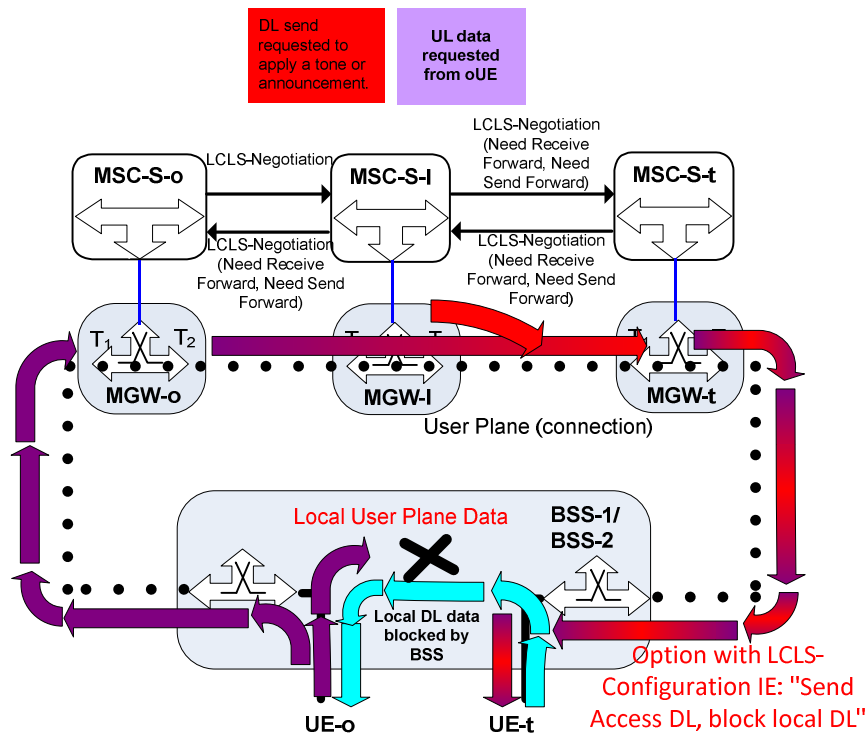 DL send
requested to
apply a tone or
announcement.
UL data
requested
from oUE
LCLS-Negotiation
LCLS-Negotiation
(Need Receive
Forward, Need
Send Forward)
MSC-S-o
MSC-S-I
MSC-S-t
LCLS-Negotiation
(Need Receive
Forward, Need Send
Forward)
LCLS-Negotiation
(Need Receive
Forward, Need Send
Forward)
T1
T2
T
T
T
T
MGW-o
MGW-I
MGW-t
User Plane (connection)
Local User Plane Data
BSS-1/
BSS-2
Local DL data
blocked by
BSS
Option with LCLS-
Configuration IE: "Send
Access DL, block local DL"
UE-o
UE-t